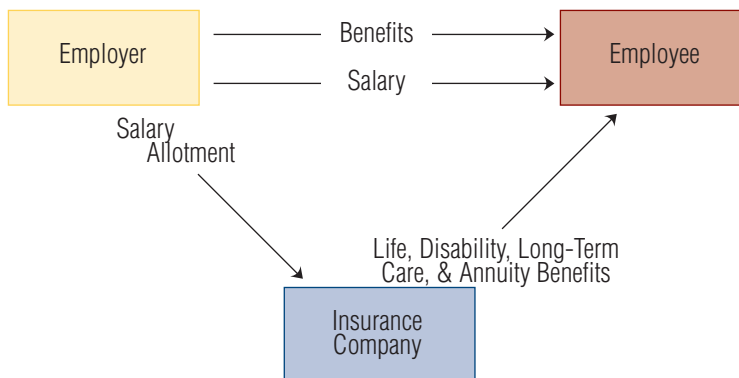 Employer
Benefits
Employee
Salary
Salary
Allotment
Life, Disability, Long-Term
Care, & Annuity Benefits
Insurance
Company